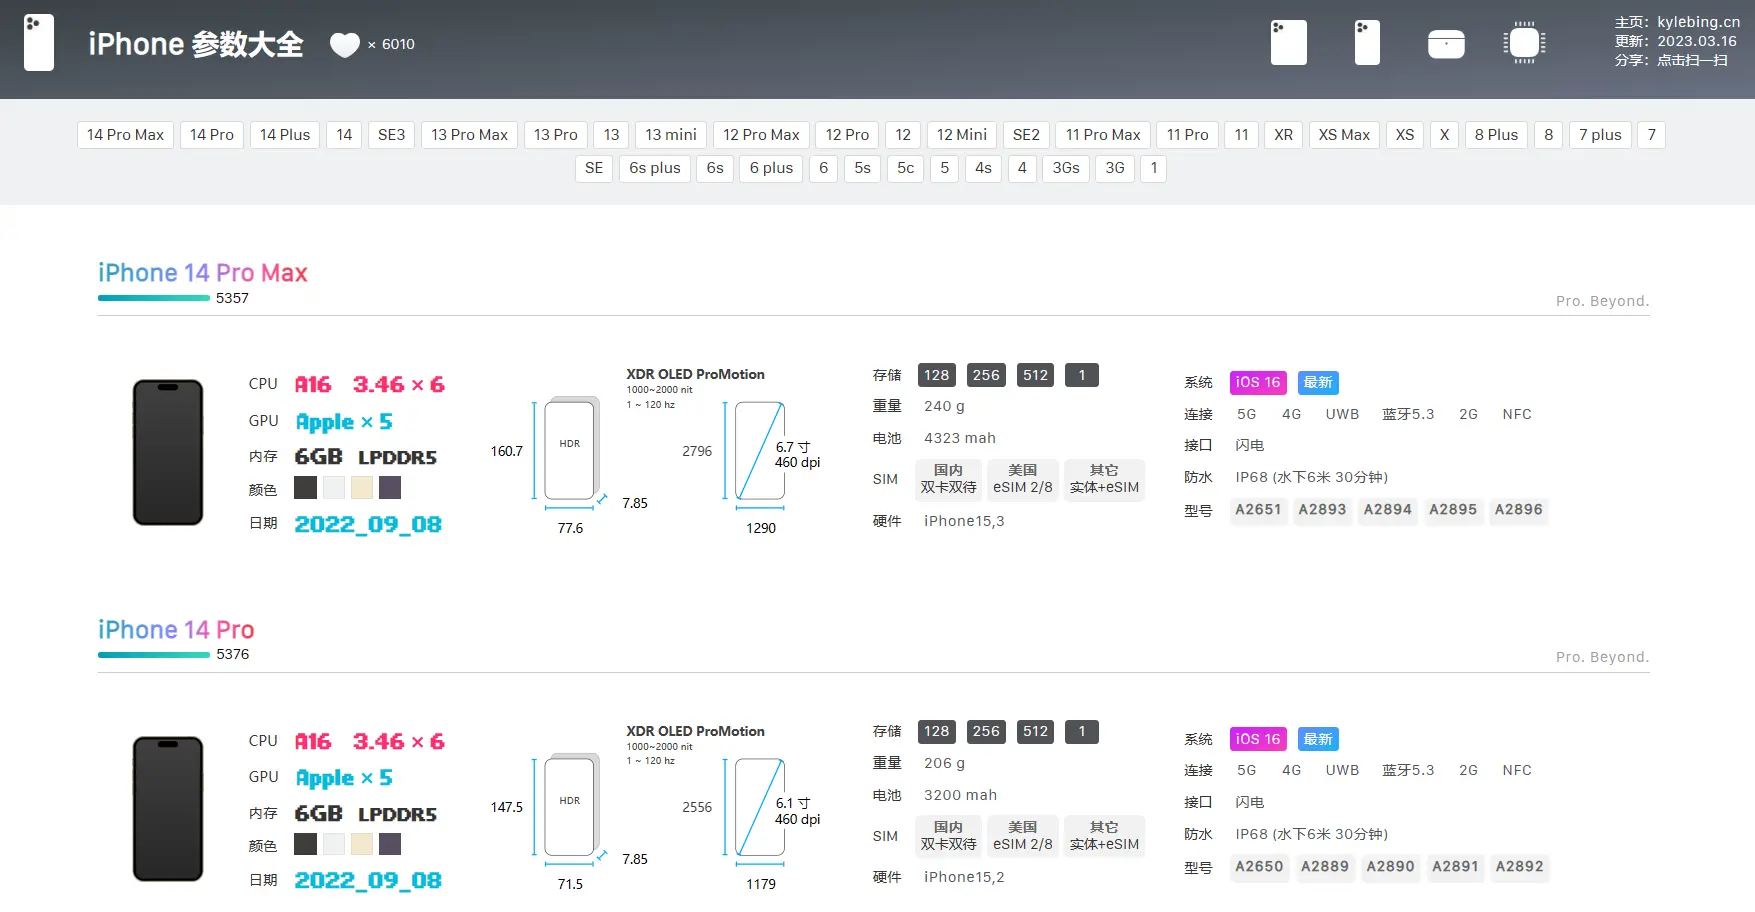 iPhone 参数大全
× 6010
主页：kylebing.cn
更新：2023.03.16
分享：点击扫一扫
14 Pro Max 14 Pro 14 Plus 14 SE3 13 Pro Max 13 Pro 13 13 mini 12 Pro Max 12 Pro 12 12 Mini SE2 11 Pro Max 11 Pro 11 XR XS Max XS X 8 Plus 8 7 plus 7
SE 6s plus 6s 6 plus 6 5s 5c 5 4s 4 3Gs 3G 1
iPhone 14 Pro Max
5357
Pro. Beyond.
CPU A16 3.46 × 6
GPU Apple × 5
内存 6GB LPDDR5
颜色
日期 2022_09_08
160.7
HDR
7.85
77.6
XDR OLED ProMotion
1000~2000 nit
1 ~ 120 hz
2796
6.7 寸
460 dpi
1290
存储 128 256 512 1
重量 240 g
电池 4323 mah
SIM
国内
双卡双待
美国
eSIM 2/8
其它
实体+eSIM
硬件 iPhone15,3
系统 iOS 16 最新
连接 5G 4G UWB 蓝牙5.3 2G NFC
接口 闪电
防水 IP68 (水下6米 30分钟)
型号 A2651 A2893 A2894 A2895 A2896
iPhone 14 Pro
5376
Pro. Beyond.
CPU A16 3.46 × 6
GPU Apple × 5
内存 6GB LPDDR5
颜色
日期 2022_09_08
147.5
HDR
7.85
71.5
XDR OLED ProMotion
1000~2000 nit
1 ~ 120 hz
2556
6.1 寸
460 dpi
1179
存储 128 256 512 1
重量 206 g
电池 3200 mah
SIM
国内
双卡双待
美国
eSIM 2/8
其它
实体+eSIM
硬件 iPhone15,2
系统 iOS 16 最新
连接 5G 4G UWB 蓝牙5.3 2G NFC
接口 闪电
防水 IP68 (水下6米 30分钟)
型号 A2650 A2889 A2890 A2891 A2892